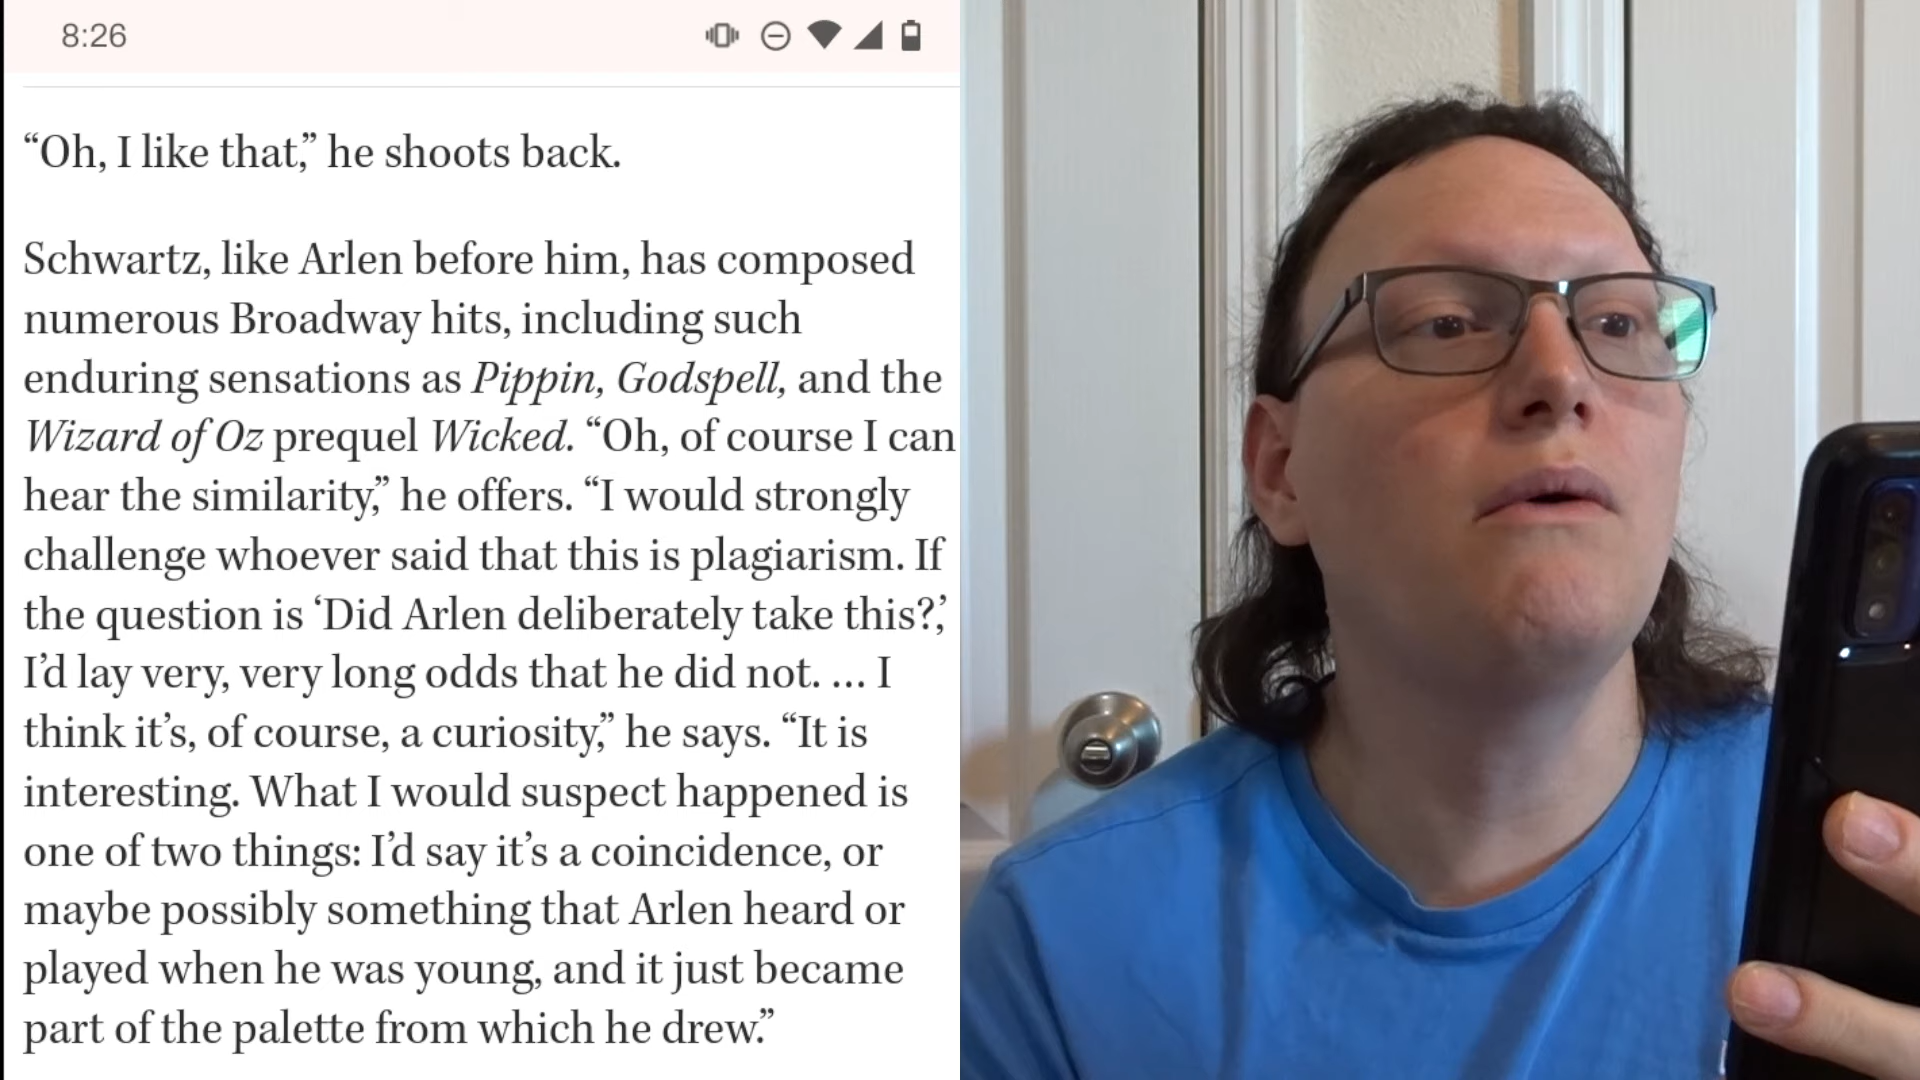 8:26
“Oh, I like that,” he shoots back.
Schwartz, like Arlen before him, has composed
numerous Broadway hits, including such
enduring sensations as Pippin, Godspell, and the
Wizard of Oz prequel Wicked. “Oh, of course I can
hear the similarity,” he offers. “I would strongly
challenge whoever said that this is plagiarism. If
the question is ‘Did Arlen deliberately take this?,’
I’d lay very, very long odds that he did not. … I
think it’s, of course, a curiosity,” he says. “It is
interesting. What I would suspect happened is
one of two things: I’d say it’s a coincidence, or
maybe possibly something that Arlen heard or
played when he was young, and it just became
part of the palette from which he drew.”